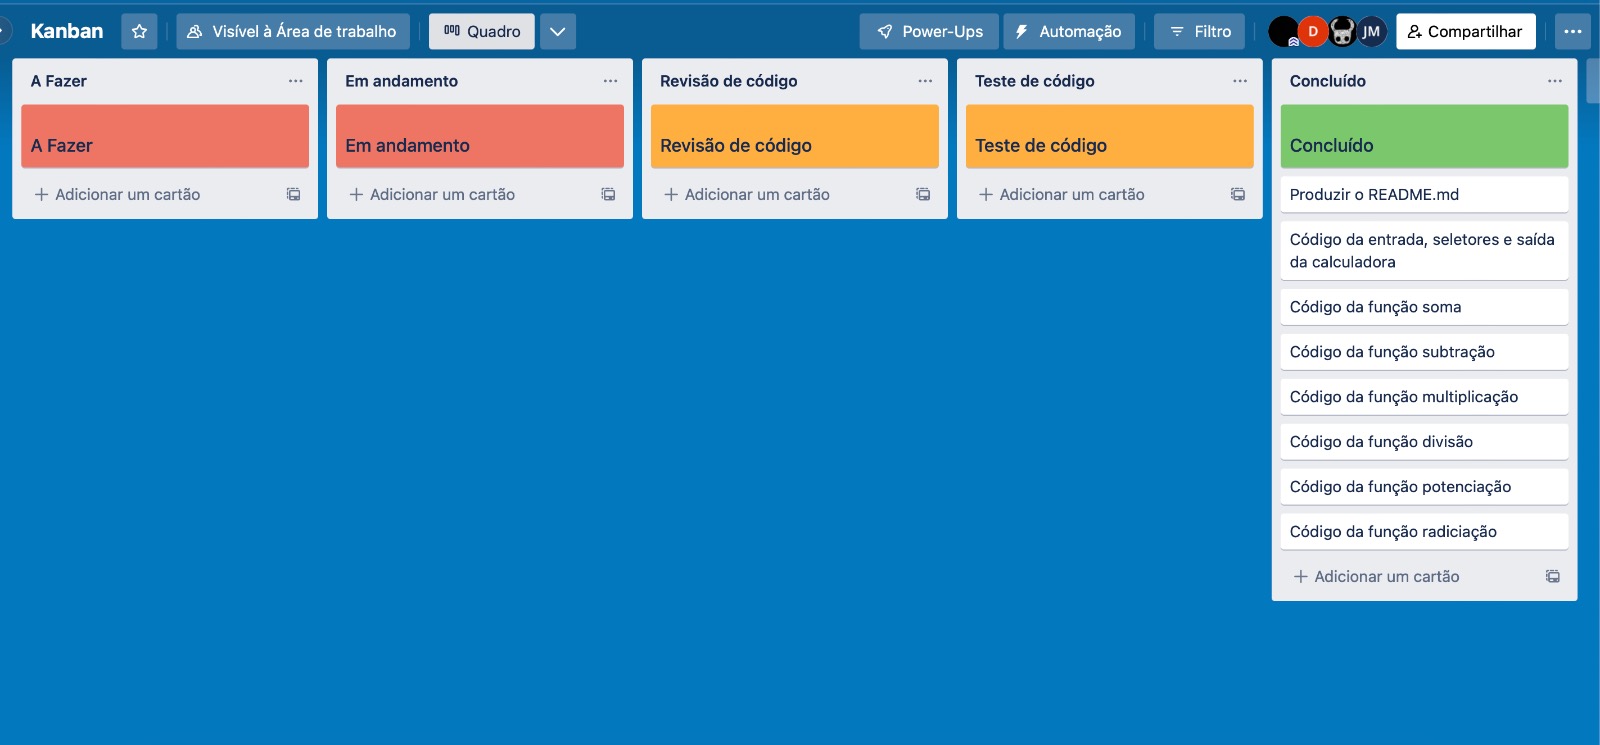 Kanban
Visível à Área de trabalho
Quadro
Power-Ups
Automação
Filtro
D
JM
Compartilhar
A Fazer
A Fazer
Adicionar um cartão
Em andamento
Em andamento
Adicionar um cartão
Revisão de código
Revisão de código
Adicionar um cartão
Teste de código
Teste de código
Adicionar um cartão
Concluído
Concluído
Produzir o README.md
Código da entrada, seletores e saída
da calculadora
Código da função soma
Código da função subtração
Código da função multiplicação
Código da função divisão
Código da função potenciação
Código da função radiciação
Adicionar um cartão